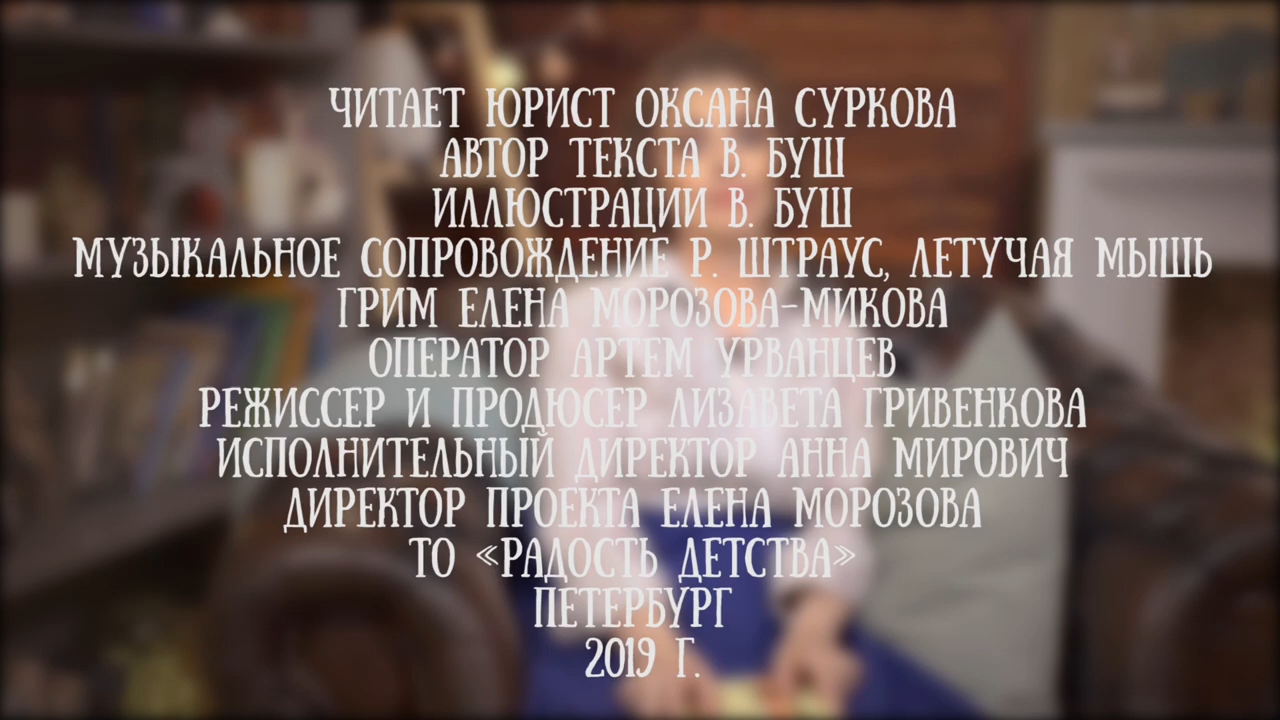 ЧИТАЕТ ЮРИСТ ОКСАНА СУРКОВА
АВТОР ТЕКСТА В. БУШ
ИЛЛЮСТРАЦИИ В. БУШ
МУЗЫКАЛЬНОЕ СОПРОВОЖДЕНИЕ Р. ШТРАУС, ЛЕТУЧАЯ МЫШЬ
ГРИМ ЕЛЕНА МОРОЗОВА-МИКОВА
ОПЕРАТОР АРТЕМ УРВАНЦЕВ
РЕЖИССЕР И ПРОДЮСЕР ЛИЗАВЕТА ГРИВЕНКОВА
ИСПОЛНИТЕЛЬНЫЙ ДИРЕКТОР АННА МИРОВИЧ
ДИРЕКТОР ПРОЕКТА ЕЛЕНА МОРОЗОВА
ТО «РАДОСТЬ ДЕТСТВА»
ПЕТЕРБУРГ
2019 Г.